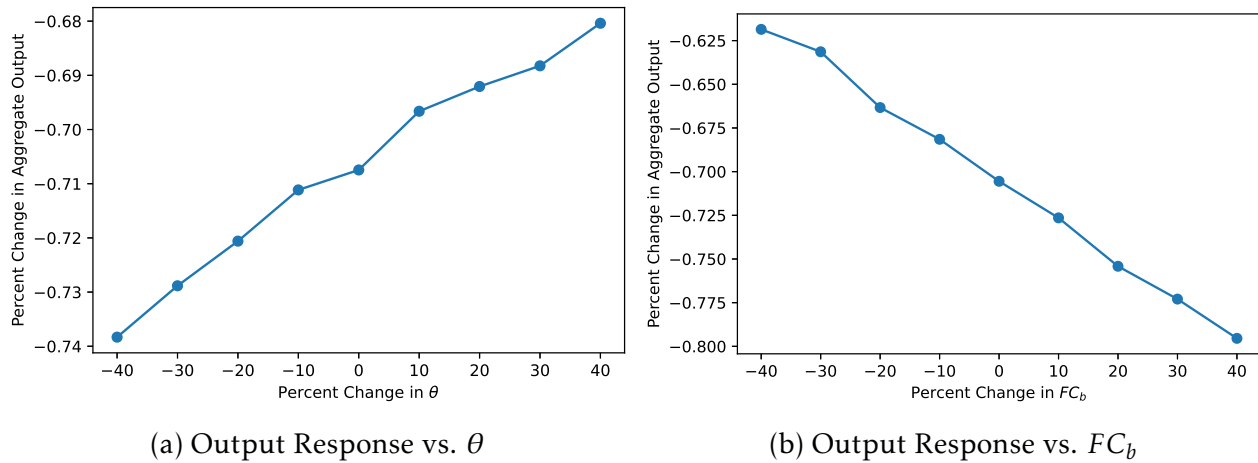 Percent Change in Aggregate Output
−0.68
−0.69
−0.70
−0.71
−0.72
−0.73
−0.74
−40 −30 −20 −10 0 10 20 30 40
Percent Change in θ
(a) Output Response vs. θ
Percent Change in Aggregate Output
−0.625
−0.650
−0.675
−0.700
−0.725
−0.750
−0.775
−0.800
−40 −30 −20 −10 0 10 20 30 40
Percent Change in FC_b
(b) Output Response vs. FC_b